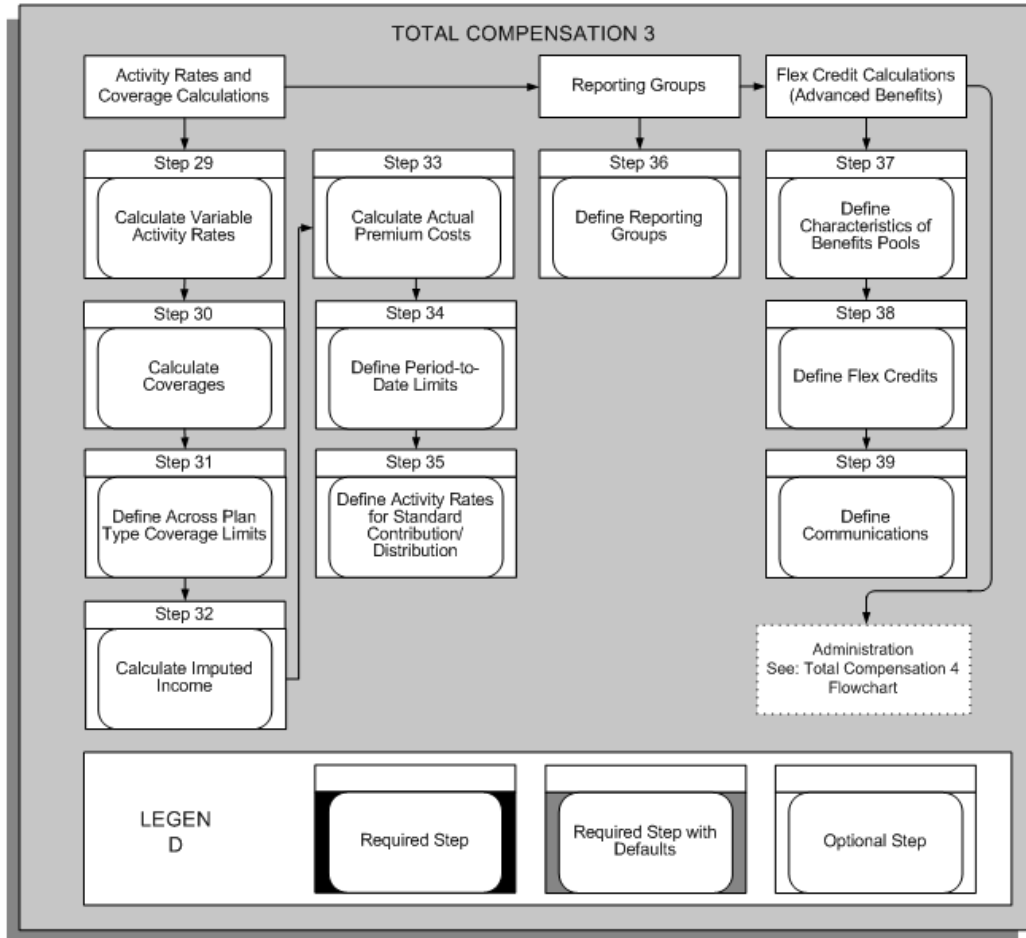 TOTAL COMPENSATION 3
Activity Rates and
Coverage Calculations
Reporting Groups
Flex Credit Calculations
(Advanced Benefits)
Step 29
Calculate Variable
Activity Rates
Step 30
Calculate
Coverages
Step 31
Define Across Plan
Type Coverage Limits
Step 32
Calculate Imputed
Income
Step 33
Calculate Actual
Premium Costs
Step 34
Define Period-to-
Date Limits
Step 35
Define Activity Rates
for Standard
Contribution/
Distribution
Step 36
Define Reporting
Groups
Step 37
Define
Characteristics of
Benefits Pools
Step 38
Define Flex Credits
Step 39
Define
Communications
Administration
See: Total Compensation 4
Flowchart
LEGEN
D
Required Step
Required Step with
Defaults
Optional Step